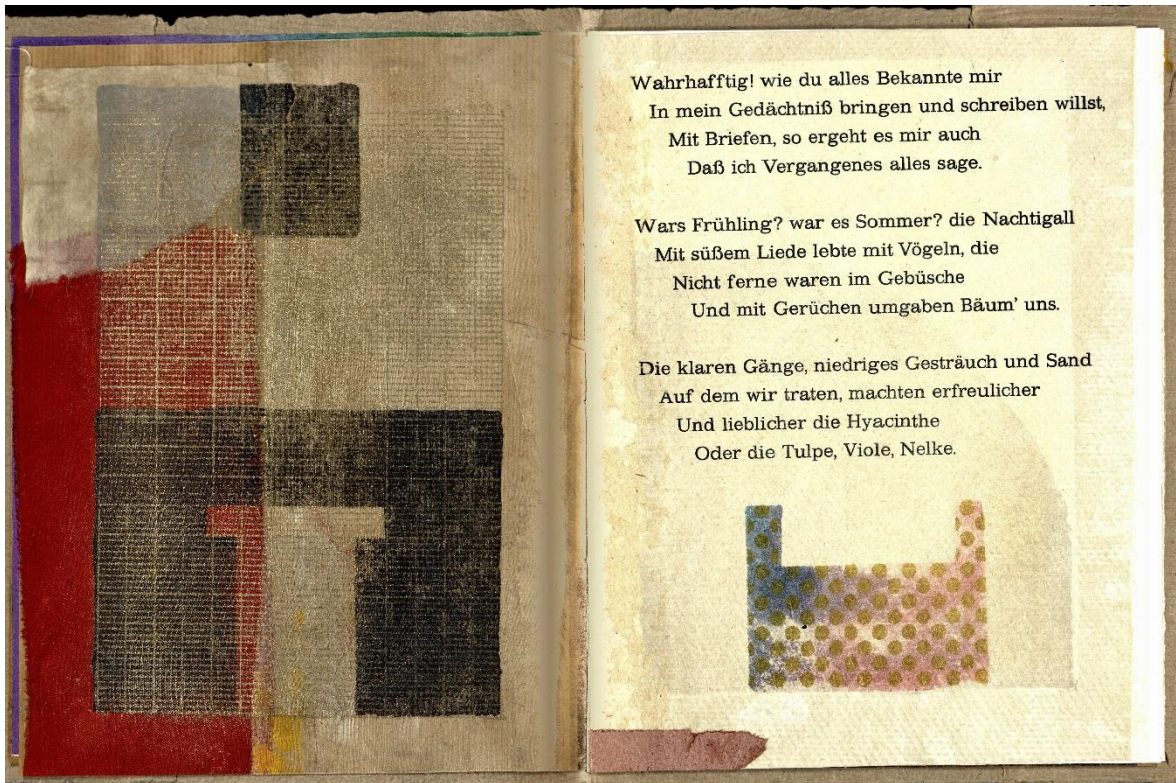 Wahrhafftig! wie du alles Bekannte mir
In mein Gedächtniß bringen und schreiben willst,
Mit Briefen, so ergeht es mir auch
Daß ich Vergangenes alles sage.
Wars Frühling? war es Sommer? die Nachtigall
Mit süßem Liede lebte mit Vögeln, die
Nicht ferne waren im Gebüsche
Und mit Gerüchen umgaben Bäum' uns.
Die klaren Gänge, niedriges Gesträuch und Sand
Auf dem wir traten, machten erfreulicher
Und lieblicher die Hyacinthe
Oder die Tulpe, Viole, Nelke.